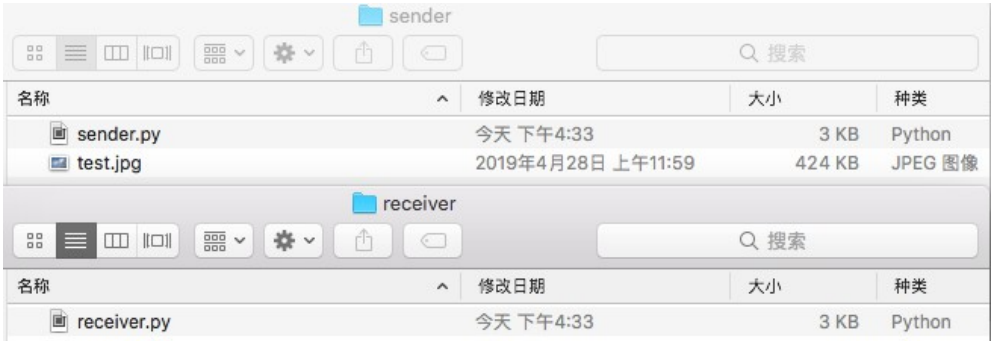 sender
搜索
名称 修改日期 大小 种类
sender.py 今天 下午4:33 3 KB Python
test.jpg 2019年4月28日 上午11:59 424 KB JPEG 图像
receiver
搜索
名称 修改日期 大小 种类
receiver.py 今天 下午4:33 3 KB Python